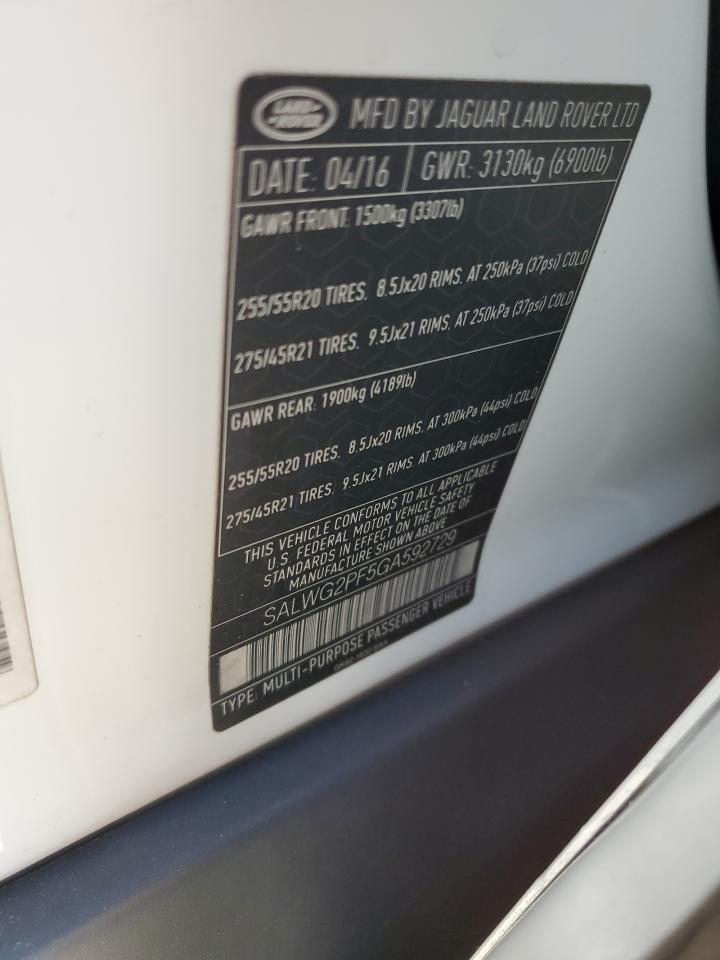 LAND
ROVER
MFD BY JAGUAR LAND ROVER LTD
DATE: 04/16 GWR: 3130kg (6900lb)
GAWR FRONT: 1500kg (3307lb)
255/55R20 TIRES. 8.5Jx20 RIMS. AT 250kPa (37psi) COLD
275/45R21 TIRES. 9.5Jx21 RIMS. AT 250kPa (37psi) COLD
GAWR REAR: 1900kg (4189lb)
255/55R20 TIRES. 8.5Jx20 RIMS. AT 300kPa (44psi) COLD
275/45R21 TIRES. 9.5Jx21 RIMS. AT 300kPa (44psi) COLD
THIS VEHICLE CONFORMS TO ALL APPLICABLE
U.S. FEDERAL MOTOR VEHICLE SAFETY
STANDARDS IN EFFECT ON THE DATE OF
MANUFACTURE SHOWN ABOVE
SALWG2PF5GA592729
TYPE: MULTI-PURPOSE PASSENGER VEHICLE